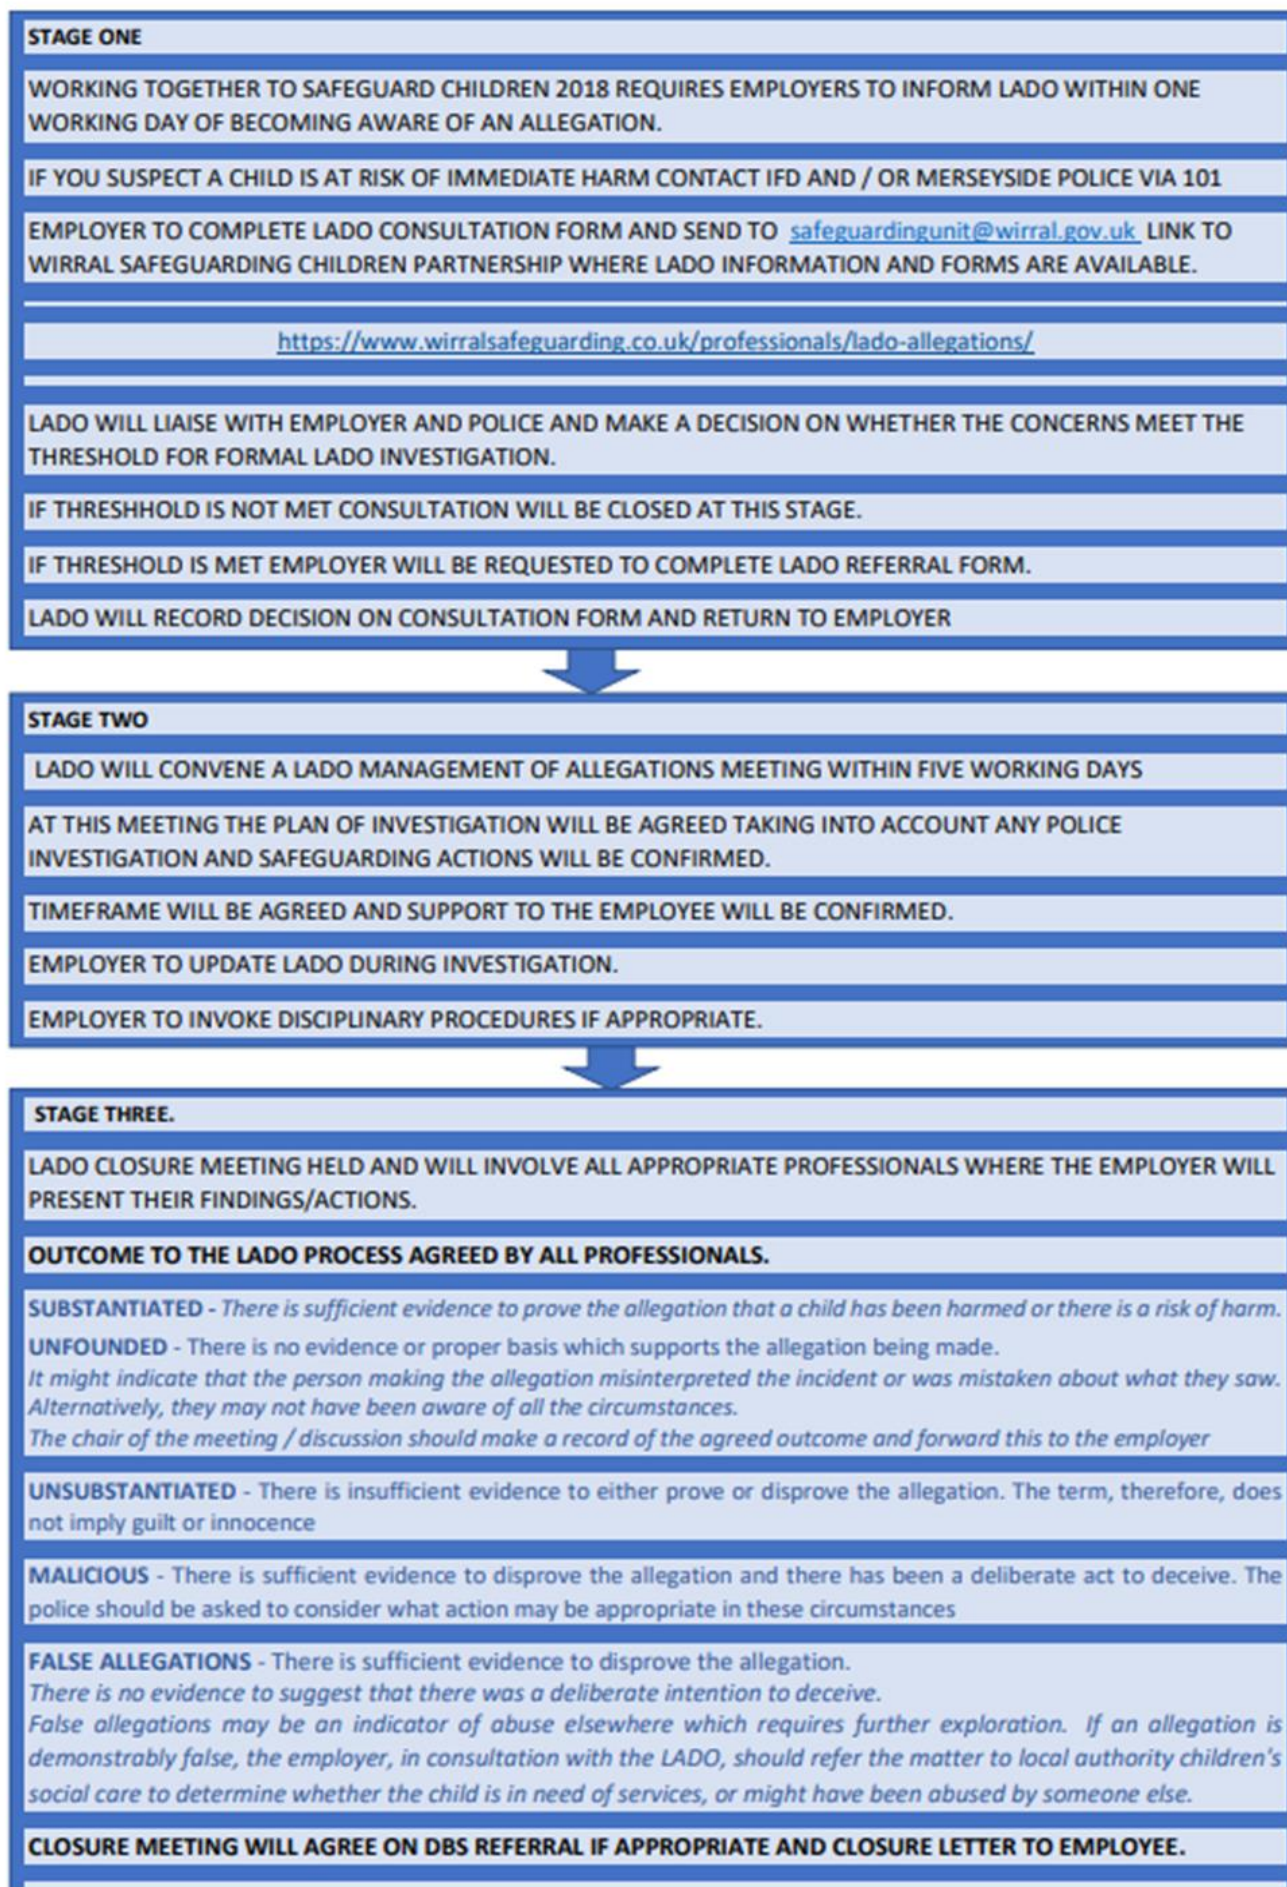 STAGE ONE
WORKING TOGETHER TO SAFEGUARD CHILDREN 2018 REQUIRES EMPLOYERS TO INFORM LADO WITHIN ONE
WORKING DAY OF BECOMING AWARE OF AN ALLEGATION.
IF YOU SUSPECT A CHILD IS AT RISK OF IMMEDIATE HARM CONTACT IFD AND / OR MERSEYSIDE POLICE VIA 101
EMPLOYER TO COMPLETE LADO CONSULTATION FORM AND SEND TO safeguardingunit@wirral.gov.uk LINK TO
WIRRAL SAFEGUARDING CHILDREN PARTNERSHIP WHERE LADO INFORMATION AND FORMS ARE AVAILABLE.
https://www.wirralsafeguarding.co.uk/professionals/lado-allegations/
LADO WILL LIAISE WITH EMPLOYER AND POLICE AND MAKE A DECISION ON WHETHER THE CONCERNS MEET THE
THRESHOLD FOR FORMAL LADO INVESTIGATION.
IF THRESHHOLD IS NOT MET CONSULTATION WILL BE CLOSED AT THIS STAGE.
IF THRESHOLD IS MET EMPLOYER WILL BE REQUESTED TO COMPLETE LADO REFERRAL FORM.
LADO WILL RECORD DECISION ON CONSULTATION FORM AND RETURN TO EMPLOYER
STAGE TWO
LADO WILL CONVENE A LADO MANAGEMENT OF ALLEGATIONS MEETING WITHIN FIVE WORKING DAYS
AT THIS MEETING THE PLAN OF INVESTIGATION WILL BE AGREED TAKING INTO ACCOUNT ANY POLICE
INVESTIGATION AND SAFEGUARDING ACTIONS WILL BE CONFIRMED.
TIMEFRAME WILL BE AGREED AND SUPPORT TO THE EMPLOYEE WILL BE CONFIRMED.
EMPLOYER TO UPDATE LADO DURING INVESTIGATION.
EMPLOYER TO INVOKE DISCIPLINARY PROCEDURES IF APPROPRIATE.
STAGE THREE.
LADO CLOSURE MEETING HELD AND WILL INVOLVE ALL APPROPRIATE PROFESSIONALS WHERE THE EMPLOYER WILL
PRESENT THEIR FINDINGS/ACTIONS.
OUTCOME TO THE LADO PROCESS AGREED BY ALL PROFESSIONALS.
SUBSTANTIATED - There is sufficient evidence to prove the allegation that a child has been harmed or there is a risk of harm.
UNFOUNDED - There is no evidence or proper basis which supports the allegation being made.
It might indicate that the person making the allegation misinterpreted the incident or was mistaken about what they saw.
Alternatively, they may not have been aware of all the circumstances.
The chair of the meeting / discussion should make a record of the agreed outcome and forward this to the employer
UNSUBSTANTIATED - There is insufficient evidence to either prove or disprove the allegation. The term, therefore, does
not imply guilt or innocence
MALICIOUS - There is sufficient evidence to disprove the allegation and there has been a deliberate act to deceive. The
police should be asked to consider what action may be appropriate in these circumstances
FALSE ALLEGATIONS - There is sufficient evidence to disprove the allegation.
There is no evidence to suggest that there was a deliberate intention to deceive.
False allegations may be an indicator of abuse elsewhere which requires further exploration. If an allegation is
demonstrably false, the employer, in consultation with the LADO, should refer the matter to local authority children's
social care to determine whether the child is in need of services, or might have been abused by someone else.
CLOSURE MEETING WILL AGREE ON DBS REFERRAL IF APPROPRIATE AND CLOSURE LETTER TO EMPLOYEE.